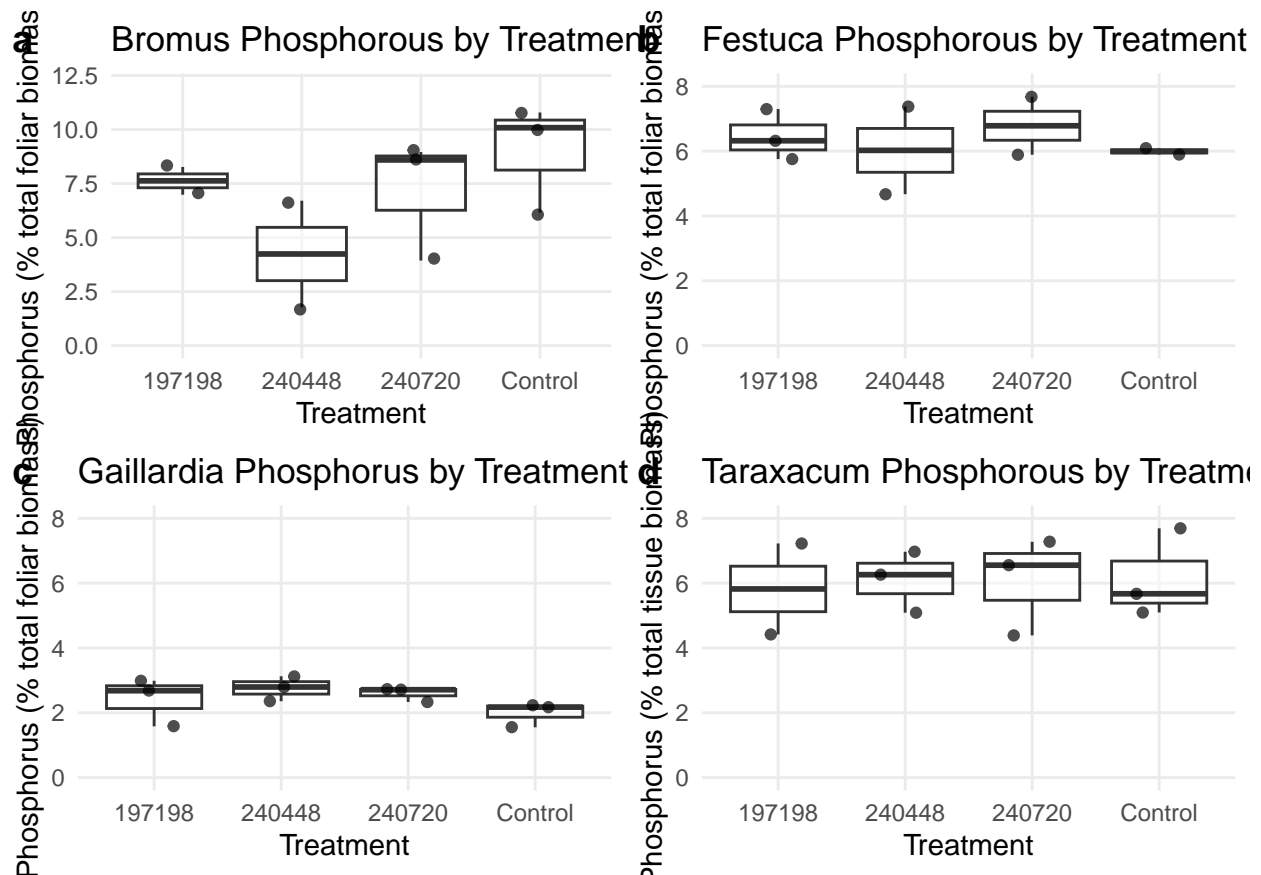 a
Bromus Phosphorous by Treatment
Phosphorus (% total foliar biomass)
12.5
10.0
7.5
5.0
2.5
0.0
197198 240448 240720 Control
Treatment
b
Festuca Phosphorous by Treatment
Phosphorus (% total foliar biomas
8
6
4
2
0
197198 240448 240720 Control
Treatment
c
Gaillardia Phosphorus by Treatment
Phosphorus (% total foliar biomass)
8
6
4
2
0
197198 240448 240720 Control
Treatment
d
Taraxacum Phosphorous by Treatme
Phosphorus (% total tissue biomass)
8
6
4
2
0
197198 240448 240720 Control
Treatment